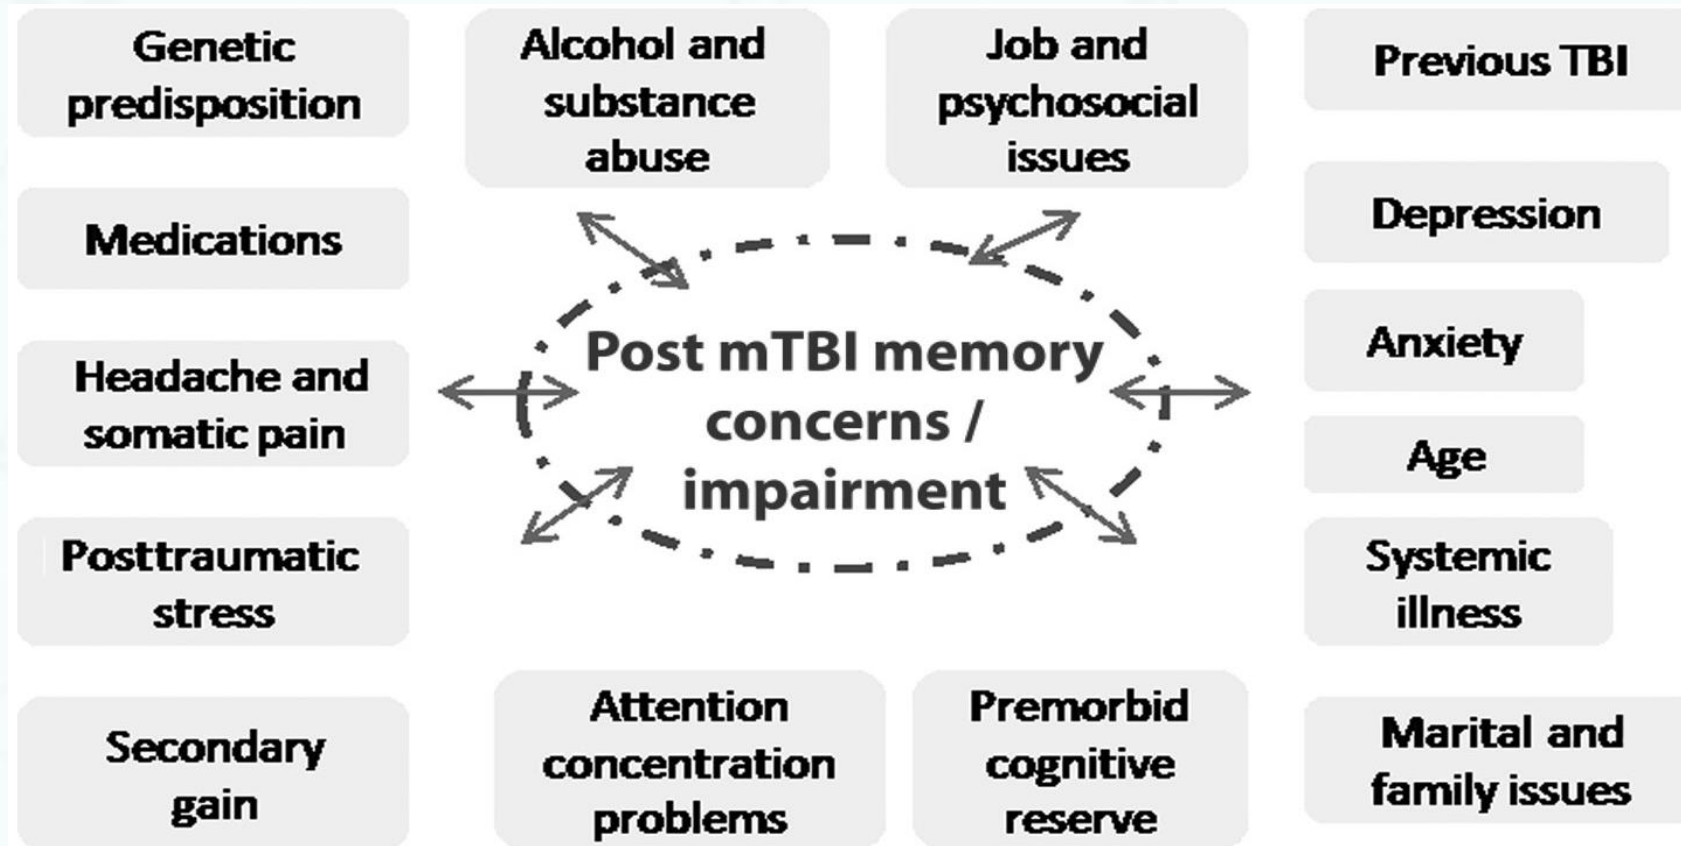 Genetic
predisposition
Alcohol and
substance
abuse
Job and
psychosocial
issues
Previous TBI
Medications
Depression
Headache and
somatic pain
Post mTBI memory
concerns /
impairment
Anxiety
Age
Posttraumatic
stress
Systemic
illness
Secondary
gain
Attention
concentration
problems
Premorbid
cognitive
reserve
Marital and
family issues